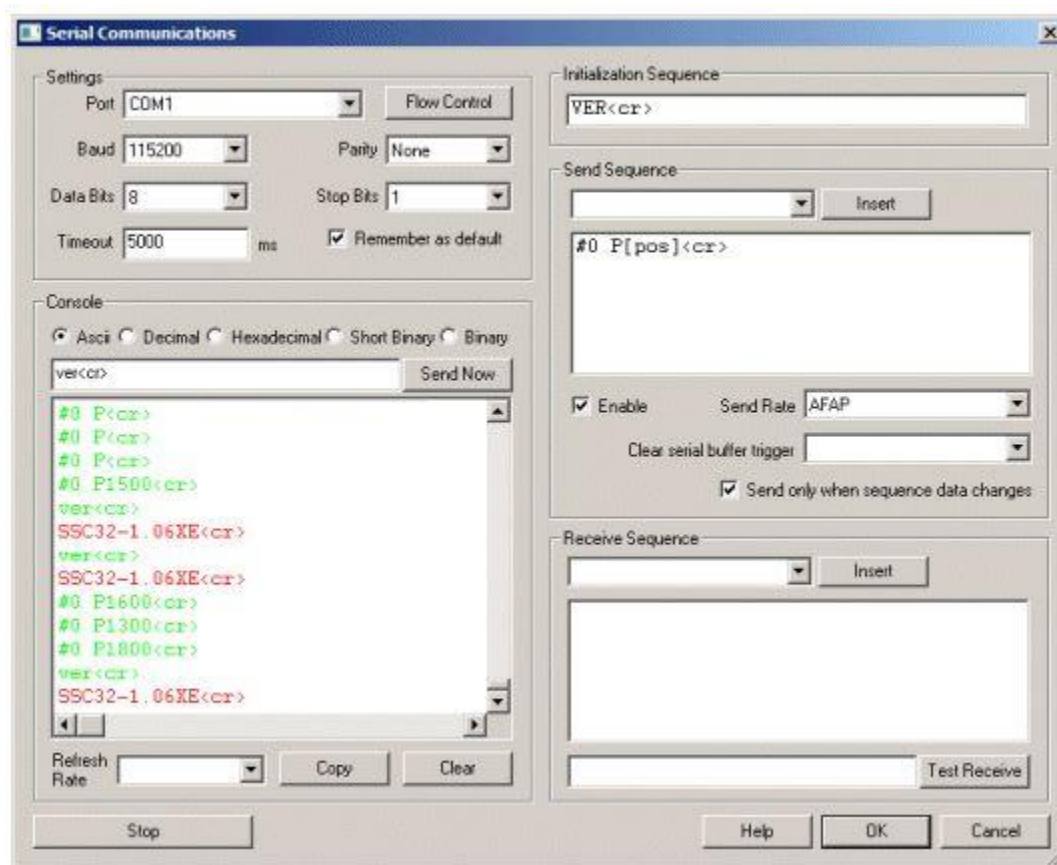 Serial Communications
Settings
Port COM1 Flow Control
Baud 115200 Parity None
Data Bits 8 Stop Bits 1
Timeout 5000 ms Remember as default
Console
Ascii Decimal Hexadecimal Short Binary Binary
ver<cr> Send Now
#0 P<cr>
#0 P<cr>
#0 P<cr>
#0 P1500<cr>
ver<cr>
SSC32-1.06XE<cr>
ver<cr>
SSC32-1.06XE<cr>
#0 P1600<cr>
#0 P1300<cr>
#0 P1800<cr>
ver<cr>
SSC32-1.06XE<cr>
Refresh Rate Copy Clear
Stop
Initialization Sequence
VER<cr>
Send Sequence
Insert
#0 P[pos]<cr>
Enable Send Rate AFAP
Clear serial buffer trigger
Send only when sequence data changes
Receive Sequence
Insert
Test Receive
Help OK Cancel